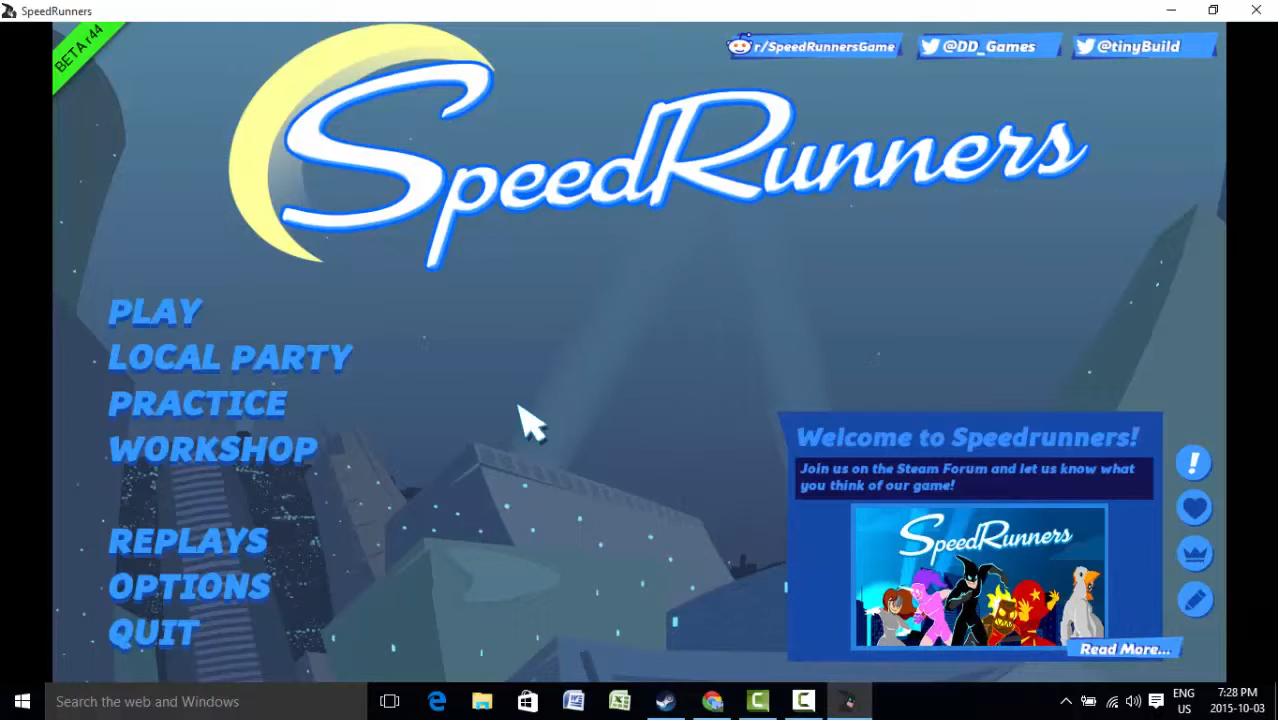 SpeedRunners
BETA r44
r/SpeedRunnersGame
@DD_Games
@tinyBuild
SpeedRunners
PLAY
LOCAL PARTY
PRACTICE
WORKSHOP
REPLAYS
OPTIONS
QUIT
Welcome to Speedrunners!
Join us on the Steam Forum and let us know what
you think of our game!
SpeedRunners
Read More...
Search the web and Windows
ENG
US
7:28 PM
2015-10-03